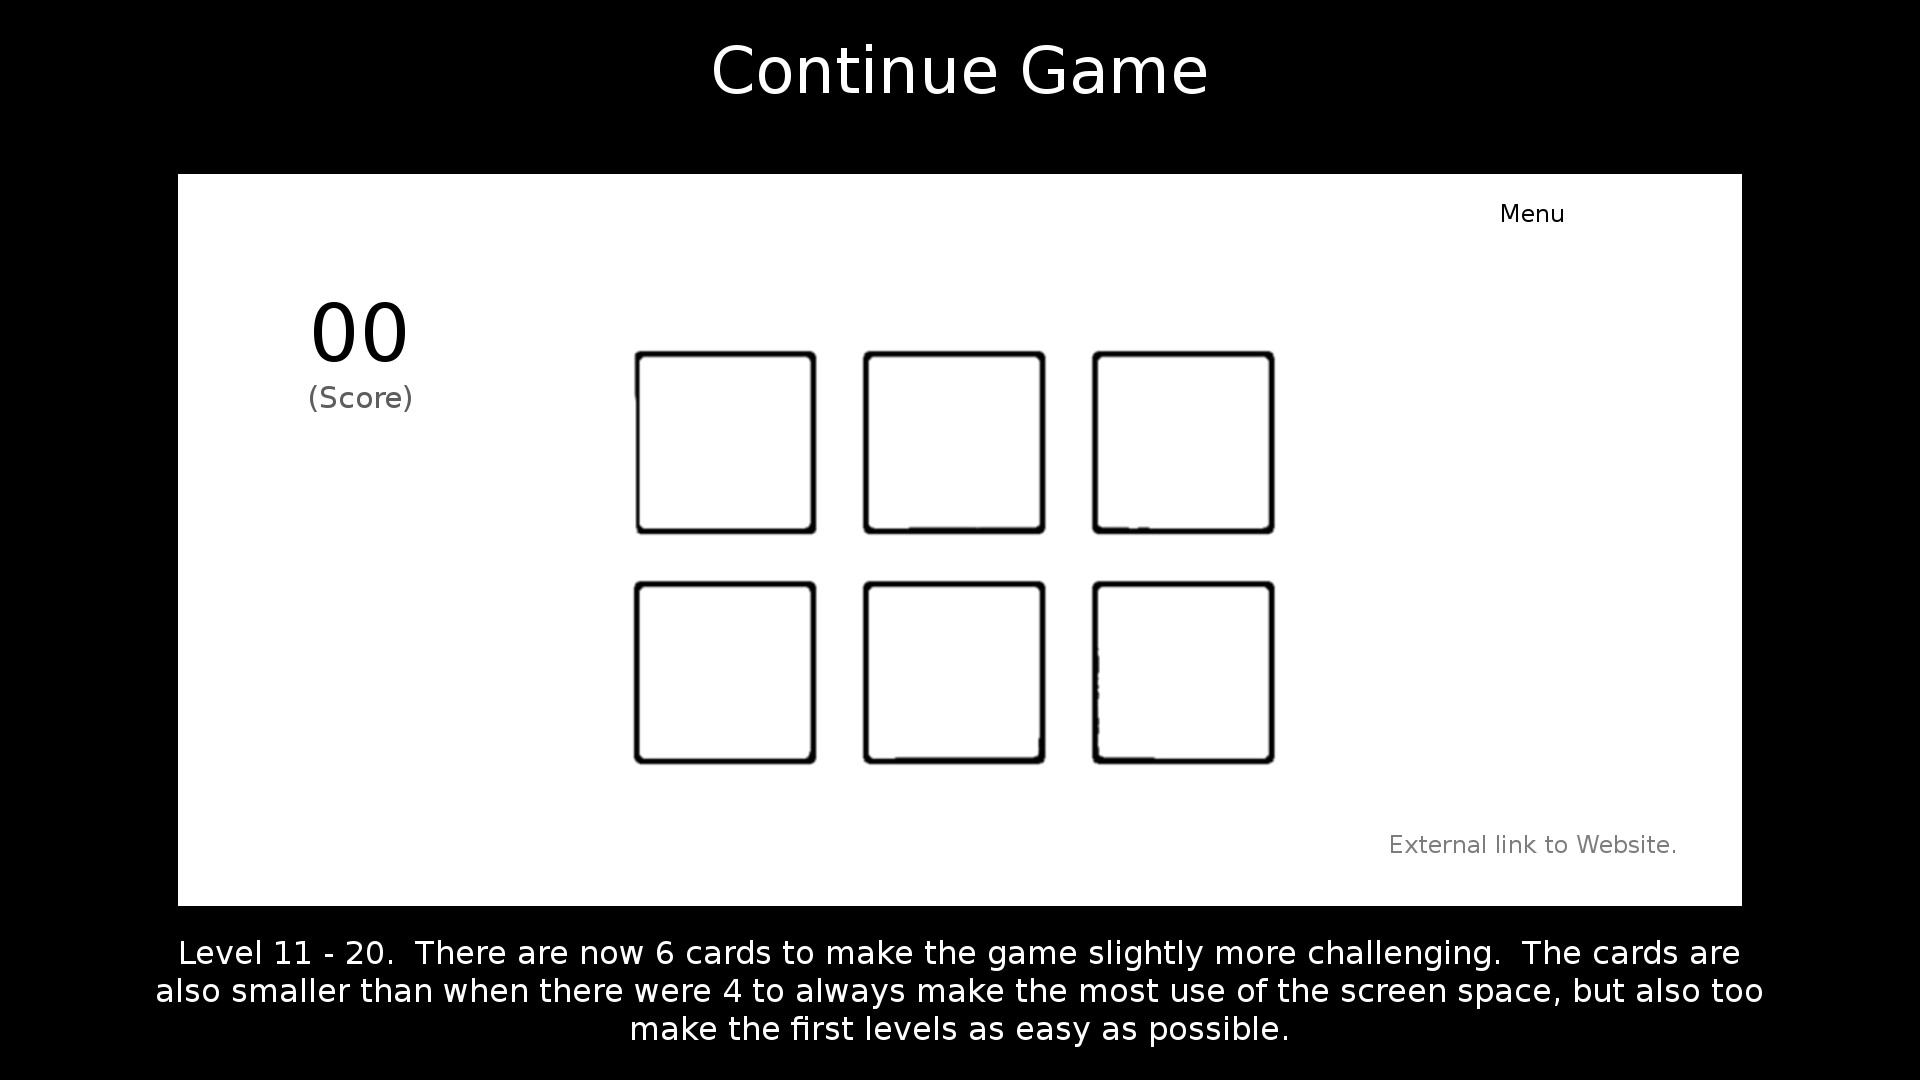 Continue Game
Menu
00
(Score)
External link to Website.
Level 11 - 20.  There are now 6 cards to make the game slightly more challenging.  The cards are
also smaller than when there were 4 to always make the most use of the screen space, but also too
make the first levels as easy as possible.